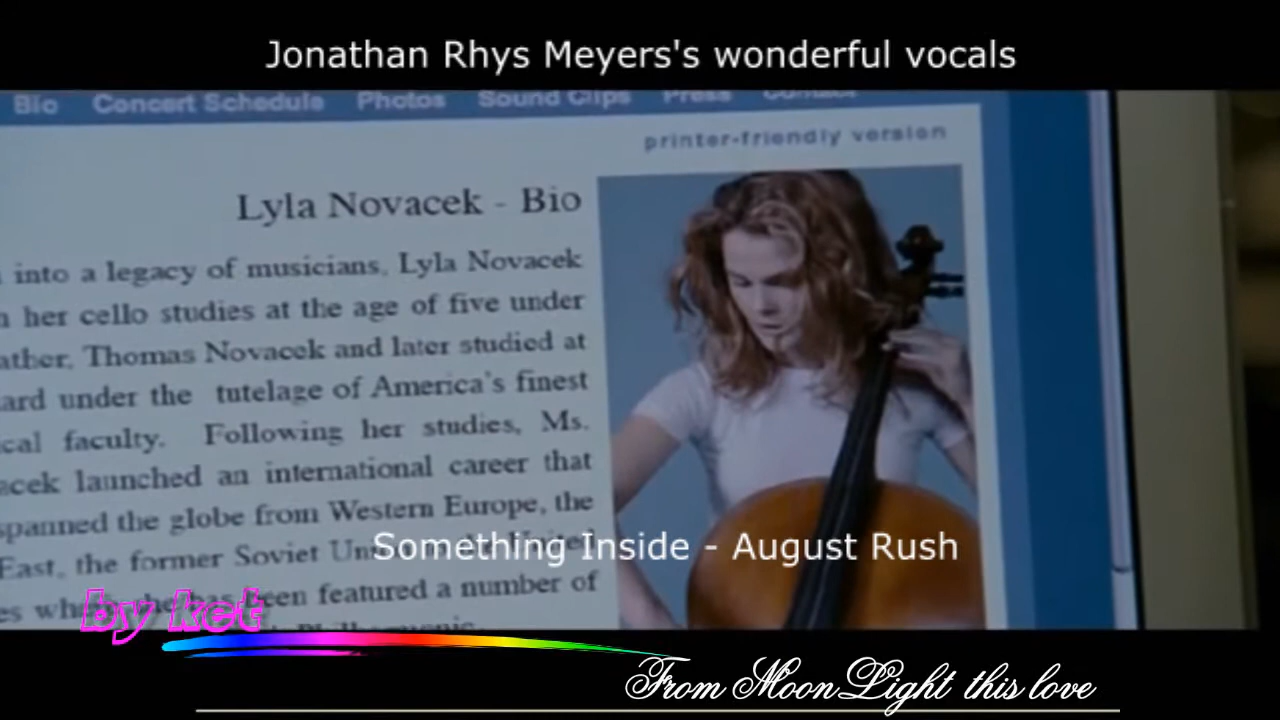 Jonathan Rhys Meyers's wonderful vocals
Bio Concert Schedule Photos Sound Clips Press Contact
printer-friendly version
Lyla Novacek - Bio
into a legacy of musicians, Lyla Novacek
her cello studies at the age of five under
ather, Thomas Novacek and later studied at
ard under the tutelage of America's finest
cal faculty. Following her studies, Ms.
acek launched an international career that
spanned the globe from Western Europe, the
East, the former Soviet
Something Inside - August Rush
es been featured a number of
by ket
From MoonLight this love